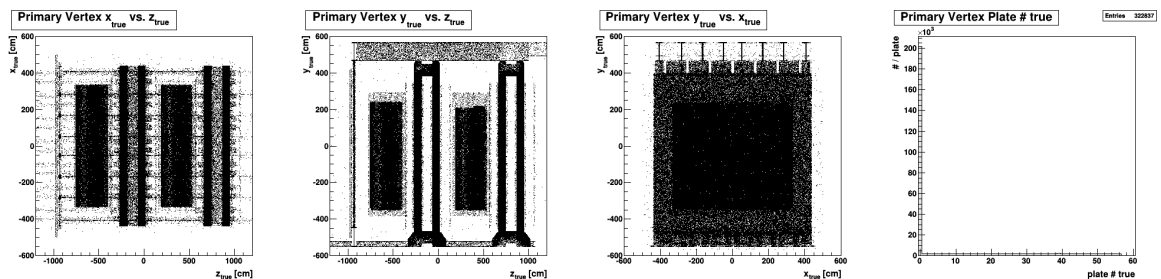 Primary Vertex x_true vs. z_true
x_true [cm]
600
400
200
0
-200
-400
-600
-1000 -500 0 500 1000
z_true [cm]
Primary Vertex y_true vs. z_true
y_true [cm]
600
400
200
0
-200
-400
-600
-1000 -500 0 500 1000
z_true [cm]
Primary Vertex y_true vs. x_true
y_true [cm]
600
400
200
0
-200
-400
-600
-600 -400 -200 0 200 400 600
x_true [cm]
Primary Vertex Plate # true
Entries 322837
×10³
# / plate
200
180
160
140
120
100
80
60
40
20
0
0 10 20 30 40 50 60
plate # true